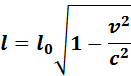 l = l₀√(1 − v²/c²)